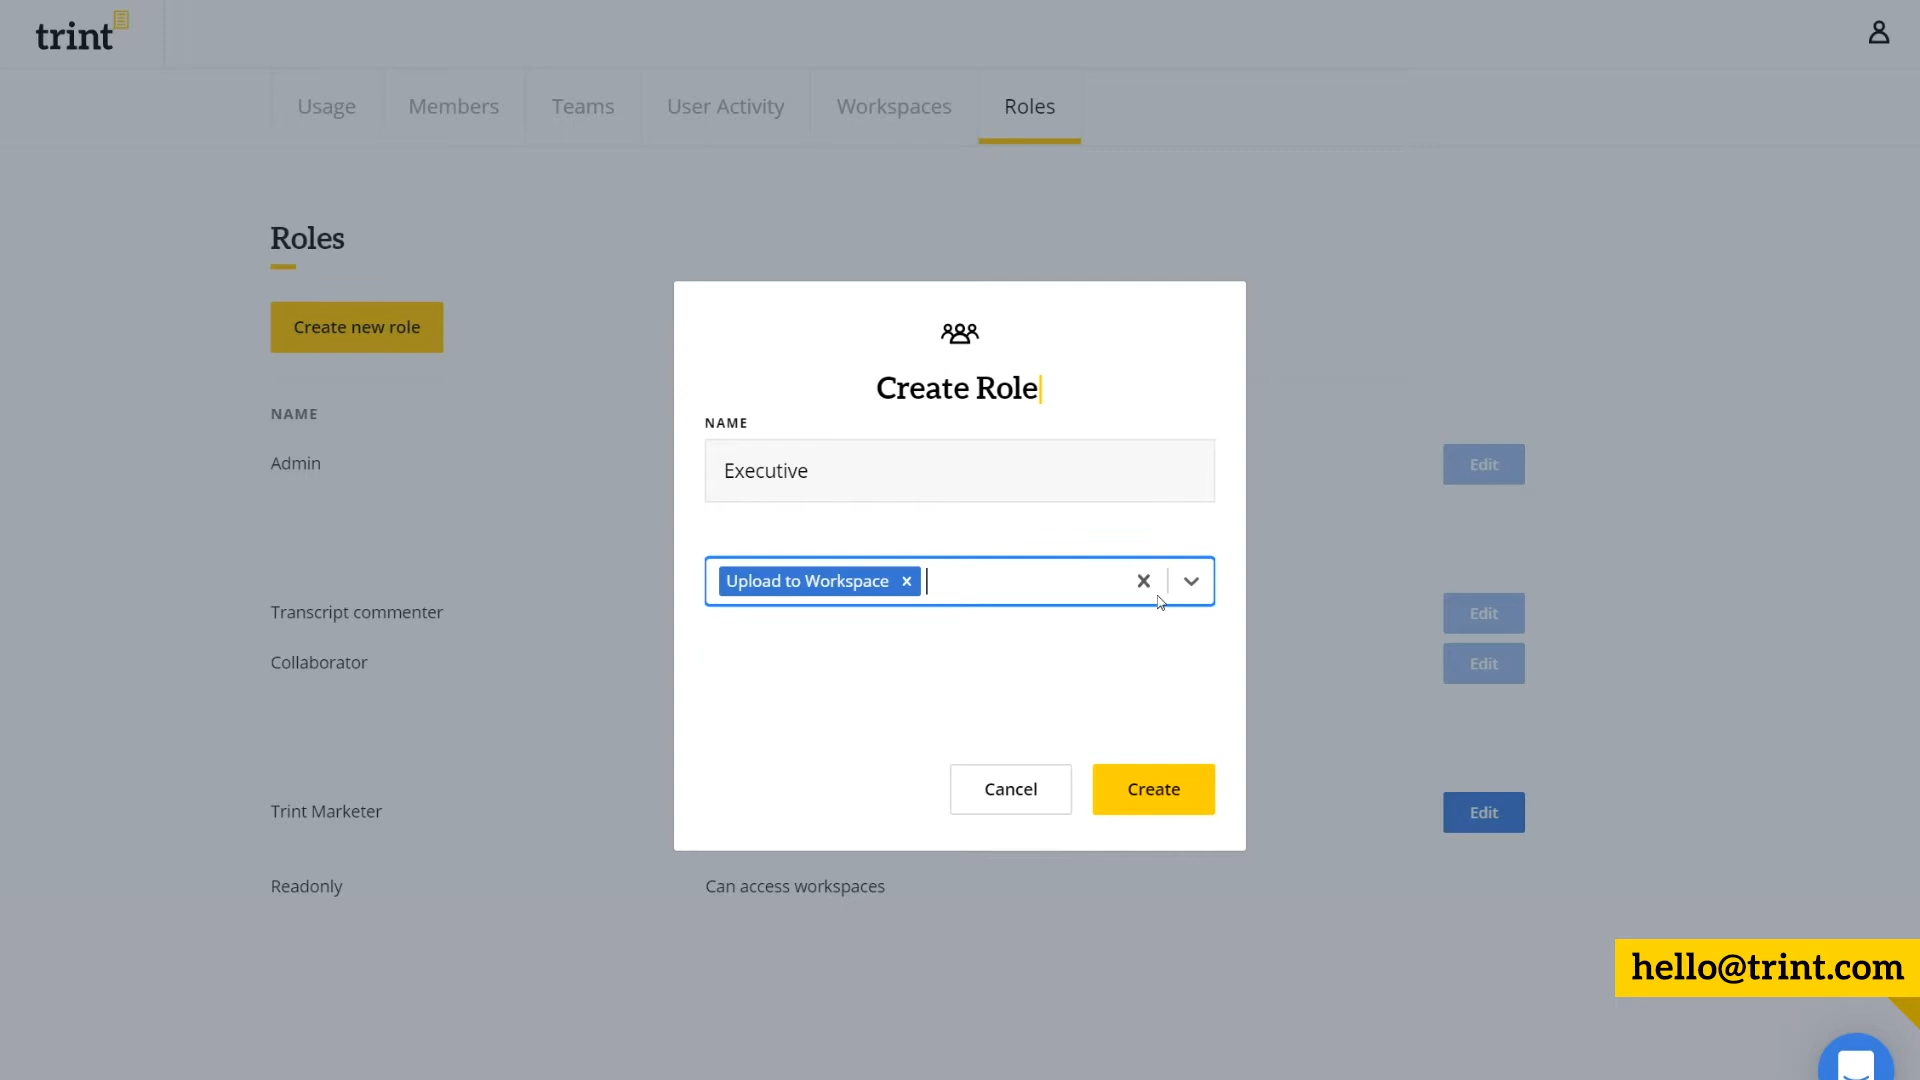 trint
Usage
Members
Teams
User Activity
Workspaces
Roles
Roles
Create new role
NAME
Admin
Edit
Transcript commenter
Edit
Collaborator
Edit
Trint Marketer
Edit
Readonly
Can access workspaces
Create Role
NAME
Executive
Upload to Workspace
Cancel
Create
hello@trint.com